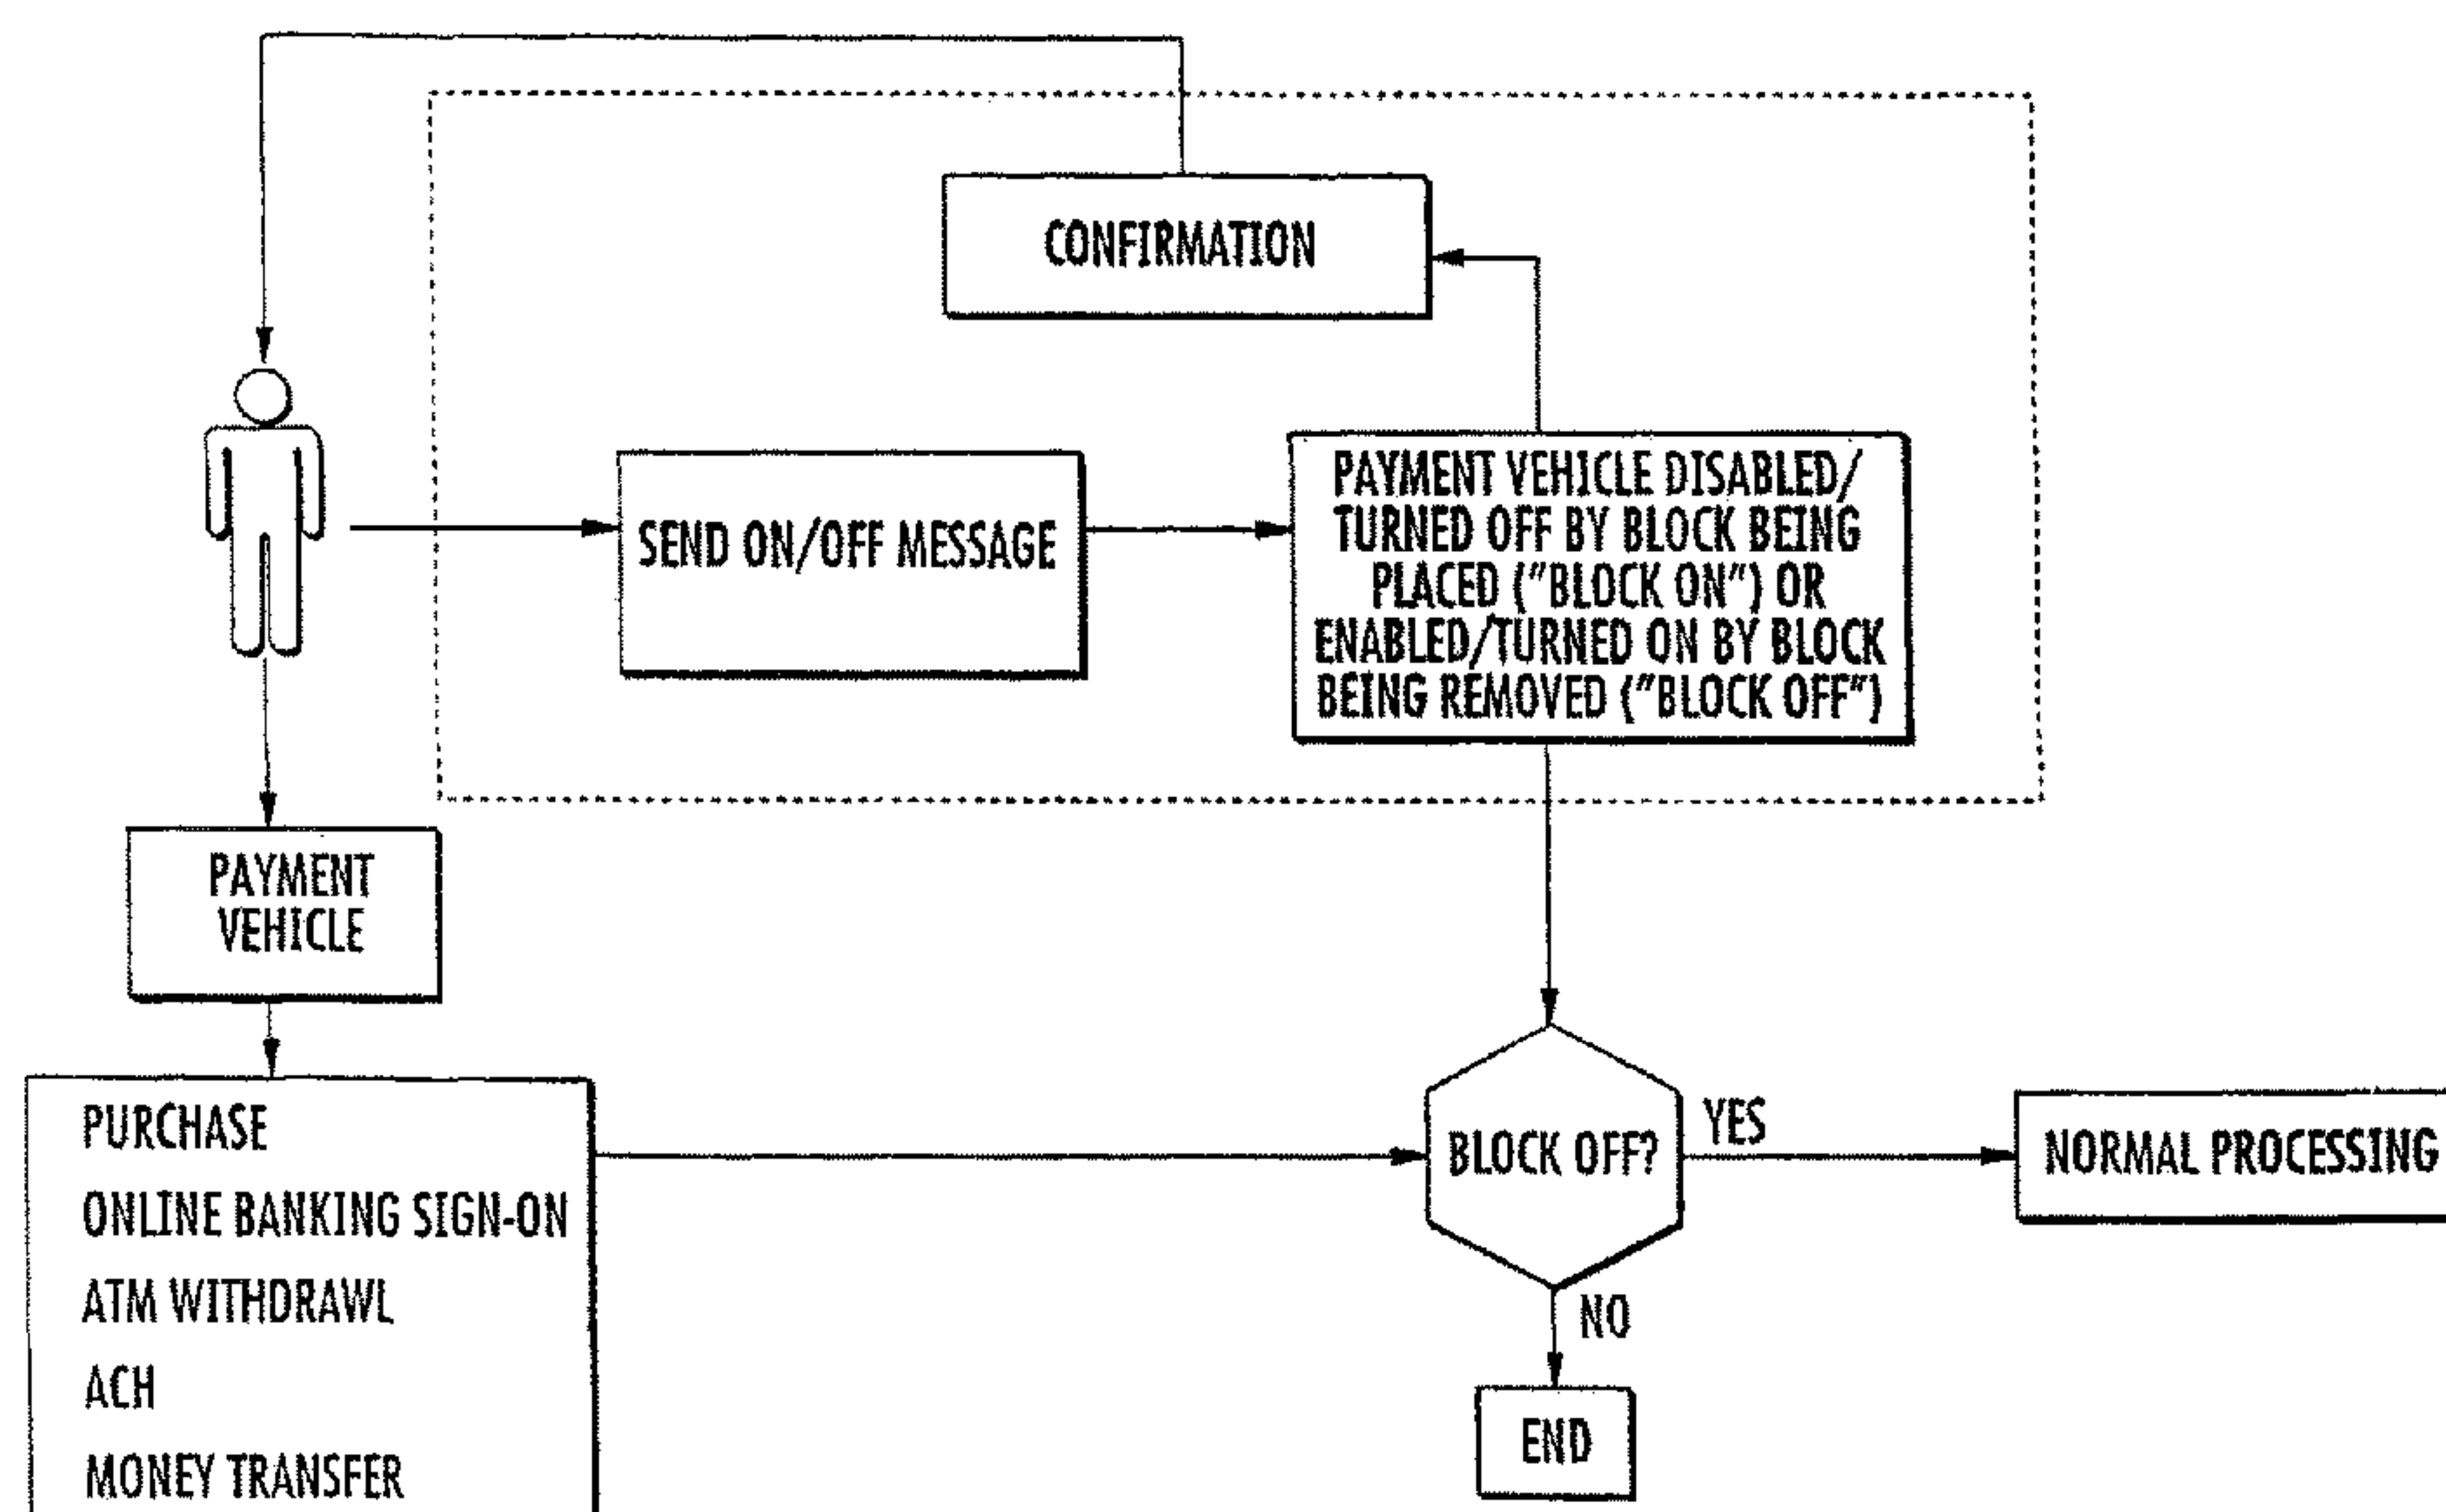 CONFIRMATION
SEND ON/OFF MESSAGE
PAYMENT VEHICLE DISABLED/
TURNED OFF BY BLOCK BEING
PLACED ("BLOCK ON") OR
ENABLED/TURNED ON BY BLOCK
BEING REMOVED ("BLOCK OFF")
PAYMENT
VEHICLE
PURCHASE
ONLINE BANKING SIGN-ON
ATM WITHDRAWL
ACH
MONEY TRANSFER
BLOCK OFF?
YES
NORMAL PROCESSING
NO
END